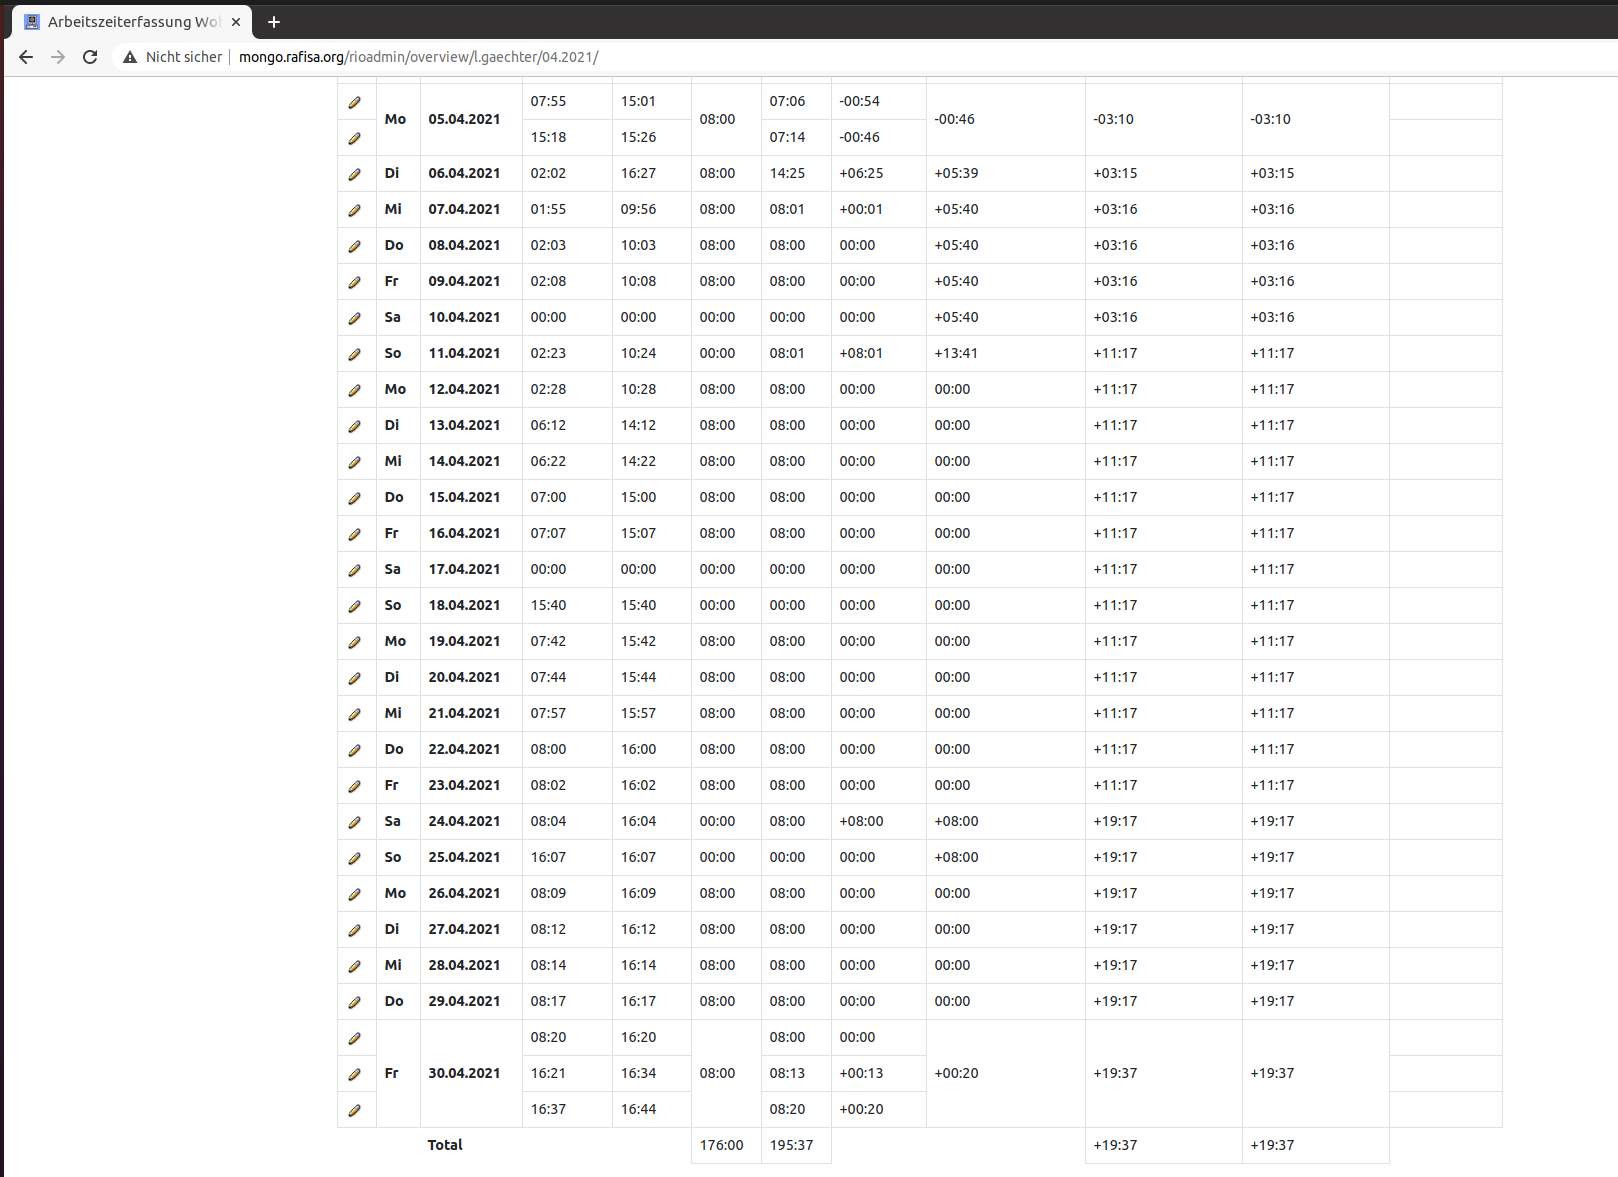 Arbeitszeiterfassung Wo
Nicht sicher mongo.rafisa.org/rioadmin/overview/l.gaechter/04.2021/
07:55 15:01 07:06 -00:54
Mo 05.04.2021 08:00 -00:46 -03:10 -03:10
15:18 15:26 07:14 -00:46
Di 06.04.2021 02:02 16:27 08:00 14:25 +06:25 +05:39 +03:15 +03:15
Mi 07.04.2021 01:55 09:56 08:00 08:01 +00:01 +05:40 +03:16 +03:16
Do 08.04.2021 02:03 10:03 08:00 08:00 00:00 +05:40 +03:16 +03:16
Fr 09.04.2021 02:08 10:08 08:00 08:00 00:00 +05:40 +03:16 +03:16
Sa 10.04.2021 00:00 00:00 00:00 00:00 00:00 +05:40 +03:16 +03:16
So 11.04.2021 02:23 10:24 00:00 08:01 +08:01 +13:41 +11:17 +11:17
Mo 12.04.2021 02:28 10:28 08:00 08:00 00:00 00:00 +11:17 +11:17
Di 13.04.2021 06:12 14:12 08:00 08:00 00:00 00:00 +11:17 +11:17
Mi 14.04.2021 06:22 14:22 08:00 08:00 00:00 00:00 +11:17 +11:17
Do 15.04.2021 07:00 15:00 08:00 08:00 00:00 00:00 +11:17 +11:17
Fr 16.04.2021 07:07 15:07 08:00 08:00 00:00 00:00 +11:17 +11:17
Sa 17.04.2021 00:00 00:00 00:00 00:00 00:00 00:00 +11:17 +11:17
So 18.04.2021 15:40 15:40 00:00 00:00 00:00 00:00 +11:17 +11:17
Mo 19.04.2021 07:42 15:42 08:00 08:00 00:00 00:00 +11:17 +11:17
Di 20.04.2021 07:44 15:44 08:00 08:00 00:00 00:00 +11:17 +11:17
Mi 21.04.2021 07:57 15:57 08:00 08:00 00:00 00:00 +11:17 +11:17
Do 22.04.2021 08:00 16:00 08:00 08:00 00:00 00:00 +11:17 +11:17
Fr 23.04.2021 08:02 16:02 08:00 08:00 00:00 00:00 +11:17 +11:17
Sa 24.04.2021 08:04 16:04 00:00 08:00 +08:00 +08:00 +19:17 +19:17
So 25.04.2021 16:07 16:07 00:00 00:00 00:00 +08:00 +19:17 +19:17
Mo 26.04.2021 08:09 16:09 08:00 08:00 00:00 00:00 +19:17 +19:17
Di 27.04.2021 08:12 16:12 08:00 08:00 00:00 00:00 +19:17 +19:17
Mi 28.04.2021 08:14 16:14 08:00 08:00 00:00 00:00 +19:17 +19:17
Do 29.04.2021 08:17 16:17 08:00 08:00 00:00 00:00 +19:17 +19:17
08:20 16:20 08:00 00:00
Fr 30.04.2021 16:21 16:34 08:00 08:13 +00:13 +00:20 +19:37 +19:37
16:37 16:44 08:20 +00:20
Total 176:00 195:37 +19:37 +19:37